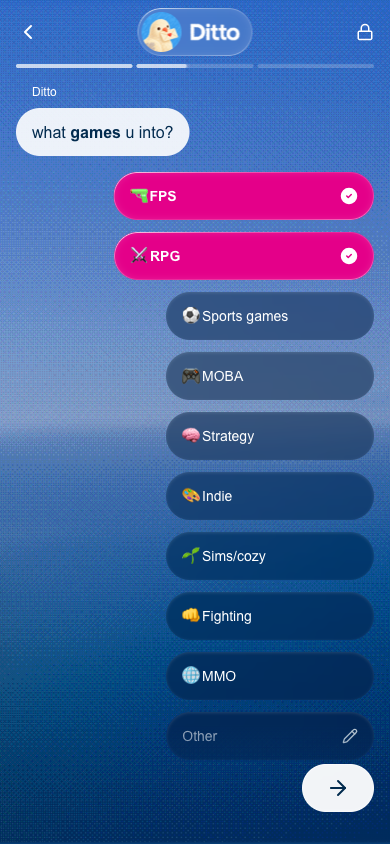 Ditto
Ditto
what games u into?
FPS
RPG
Sports games
MOBA
Strategy
Indie
Sims/cozy
Fighting
MMO
Other